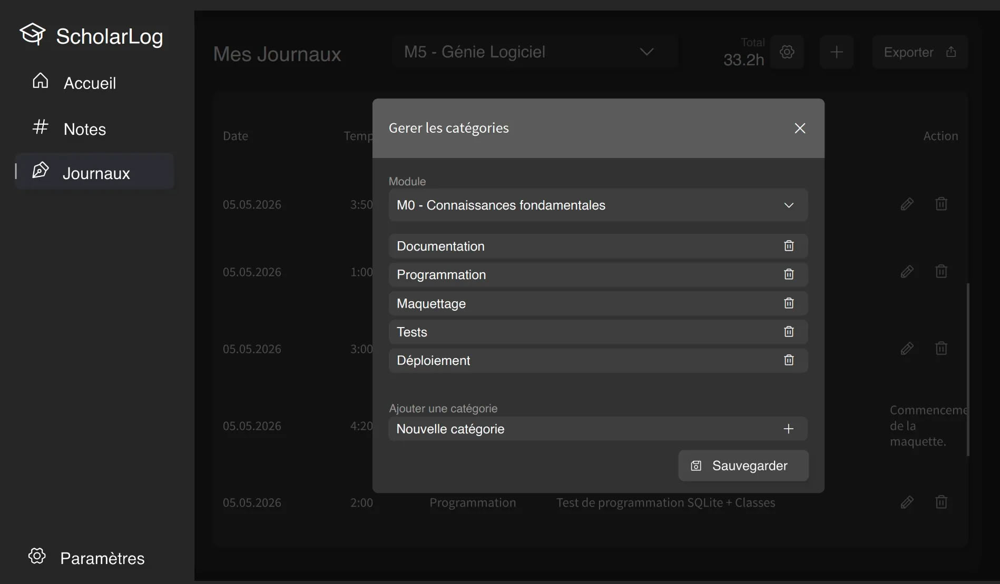 ScholarLog
Accueil
Notes
Journaux
Paramètres
Mes Journaux
M5 - Génie Logiciel
Total
33.2h
Exporter
Date
Temp
Action
05.05.2026
3:50
05.05.2026
1:00
05.05.2026
3:00
05.05.2026
4:20
Commenceme
de la
maquette.
05.05.2026
2:00
Programmation
Test de programmation SQLite + Classes
Gerer les catégories
Module
M0 - Connaissances fondamentales
Documentation
Programmation
Maquettage
Tests
Déploiement
Ajouter une catégorie
Nouvelle catégorie
Sauvegarder